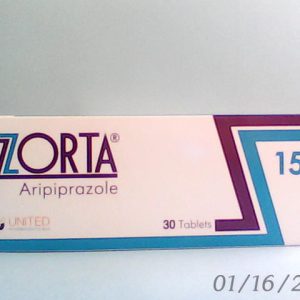 ZORTA®
Aripiprazole
15
UNITED
30 Tablets
01/16/2